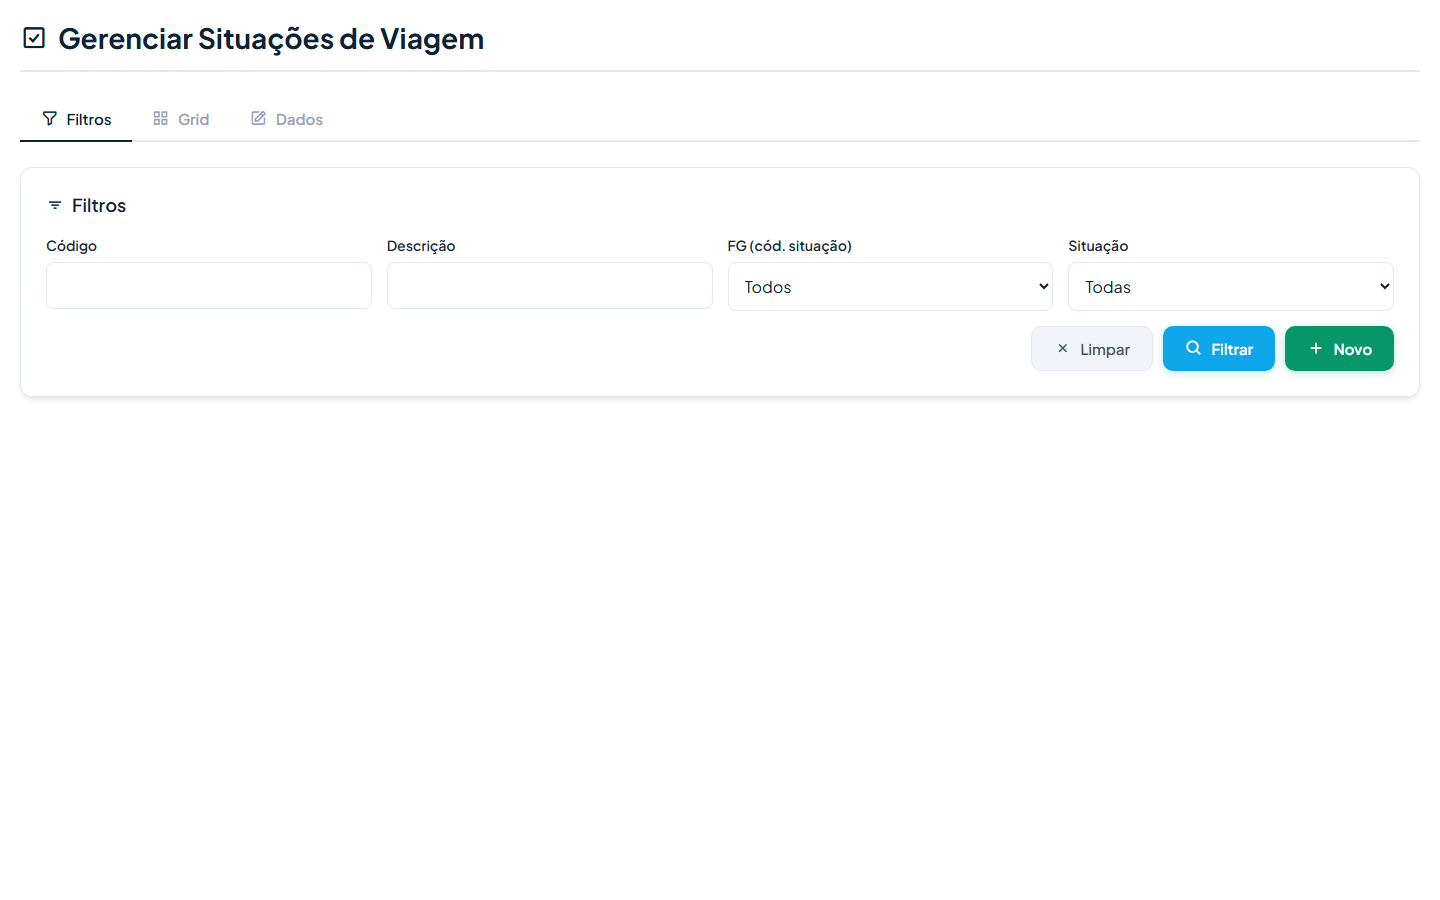 Gerenciar Situações de Viagem
Filtros Grid Dados
Filtros
Código Descrição FG (cód. situação) Situação
Todos Todas
Limpar Filtrar Novo